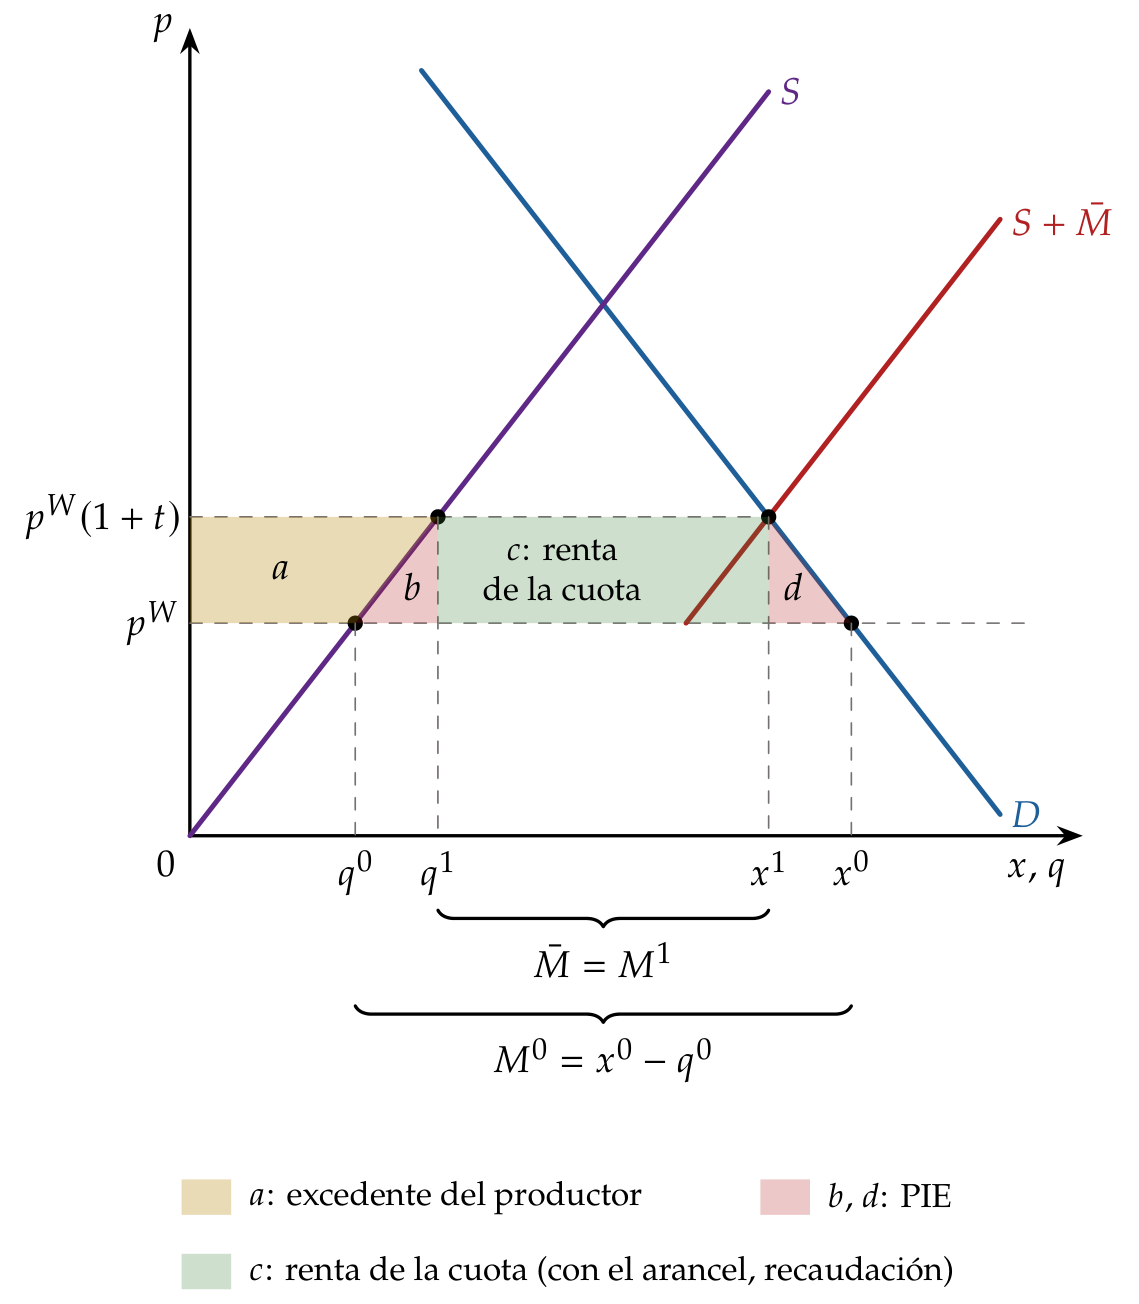 p
S
S + M̄
p^W(1 + t)
c: renta
de la cuota
a
b
d
p^W
D
0
q^0
q^1
x^1
x^0
x, q
M̄ = M^1
M^0 = x^0 − q^0
a: excedente del productor
b, d: PIE
c: renta de la cuota (con el arancel, recaudación)